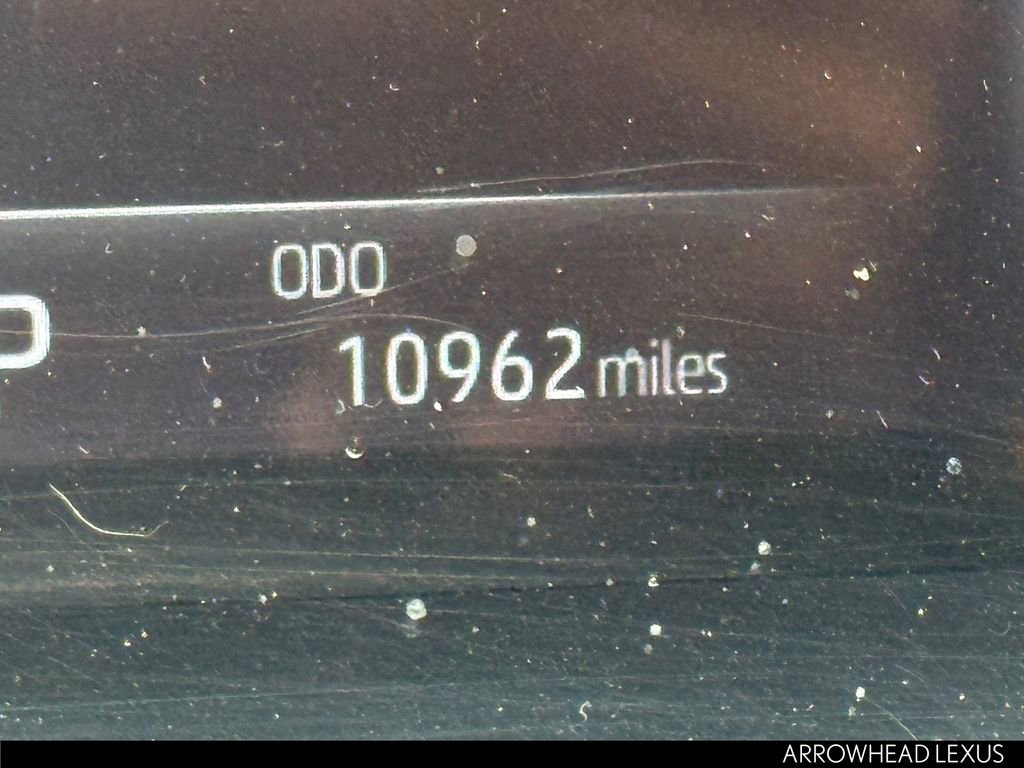 ODO
P
10962 miles
ARROWHEAD LEXUS